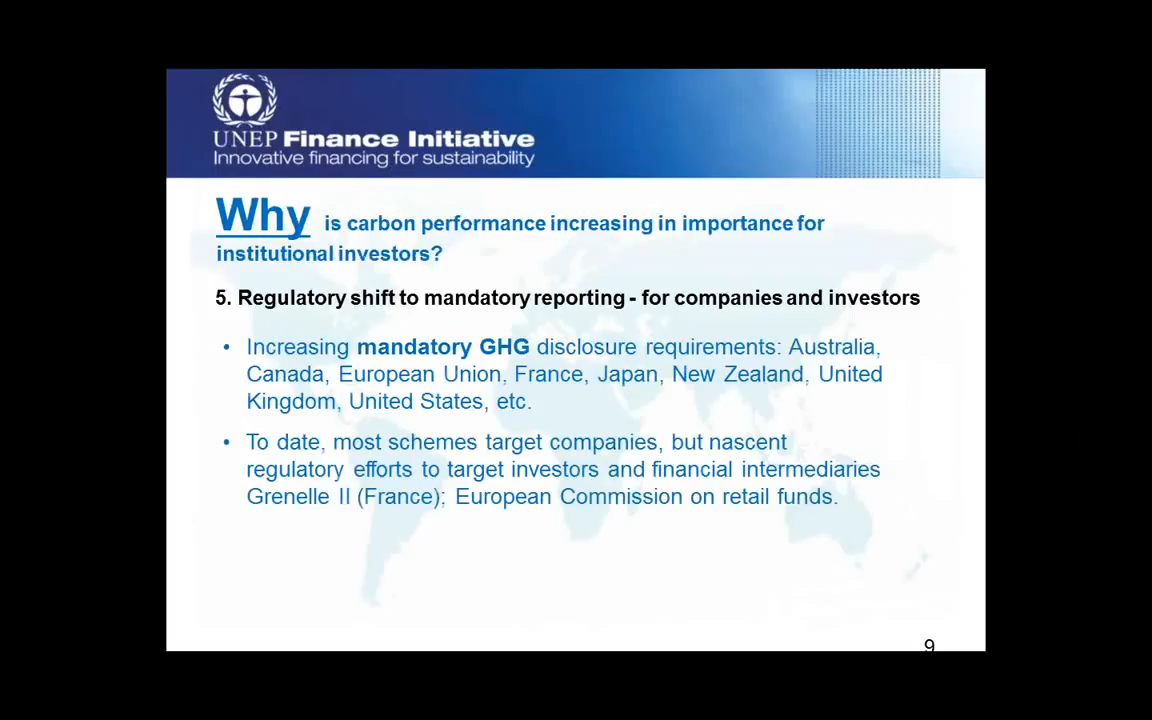 UNEP Finance Initiative
Innovative financing for sustainability
Why is carbon performance increasing in importance for
institutional investors?
5. Regulatory shift to mandatory reporting - for companies and investors
• Increasing mandatory GHG disclosure requirements: Australia,
Canada, European Union, France, Japan, New Zealand, United
Kingdom, United States, etc.
• To date, most schemes target companies, but nascent
regulatory efforts to target investors and financial intermediaries
Grenelle II (France); European Commission on retail funds.
9